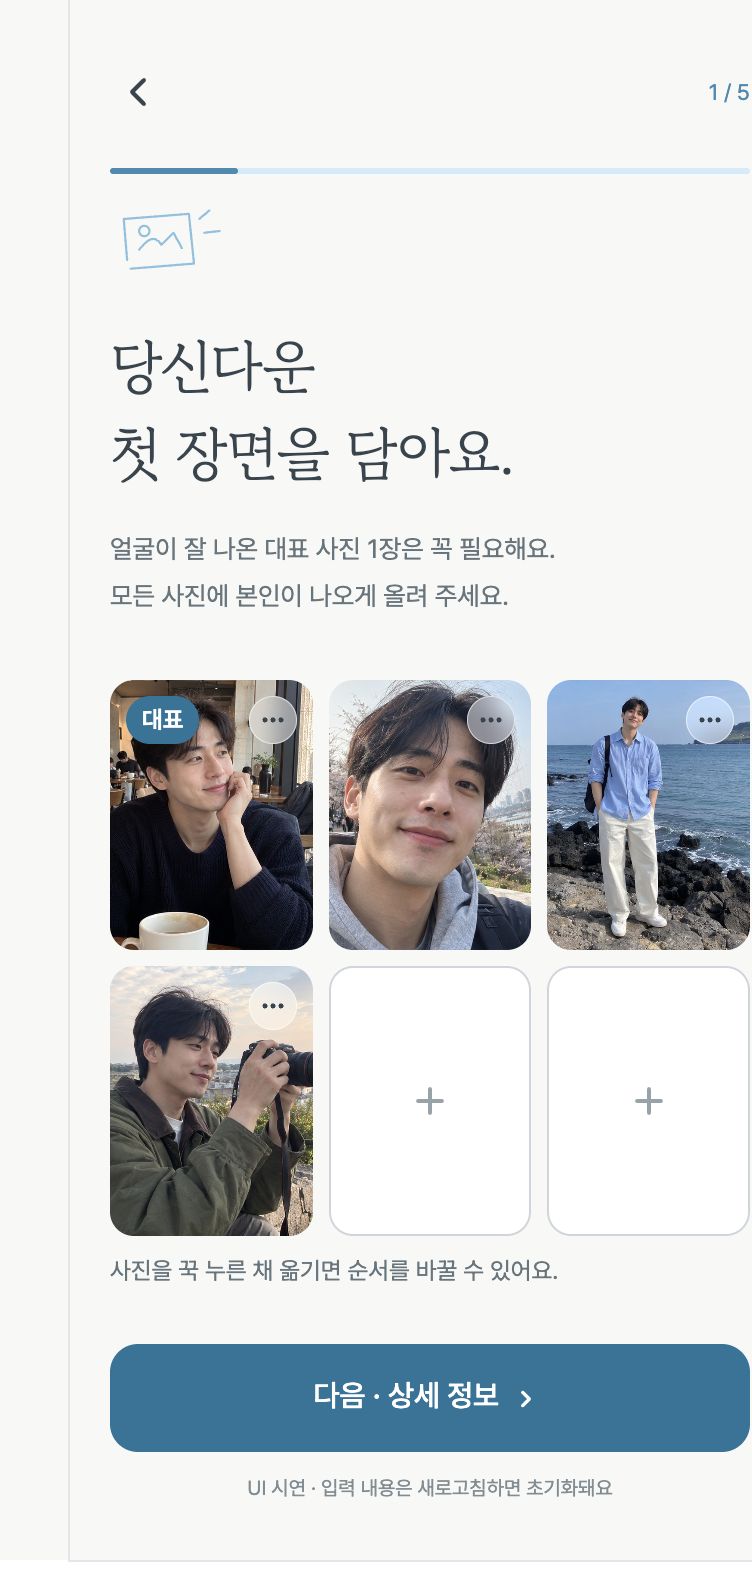 1 / 5
당신다운
첫 장면을 담아요.
얼굴이 잘 나온 대표 사진 1장은 꼭 필요해요.
모든 사진에 본인이 나오게 올려 주세요.
대표
사진을 꾹 누른 채 옮기면 순서를 바꿀 수 있어요.
다음 · 상세 정보
UI 시연 · 입력 내용은 새로고침하면 초기화돼요